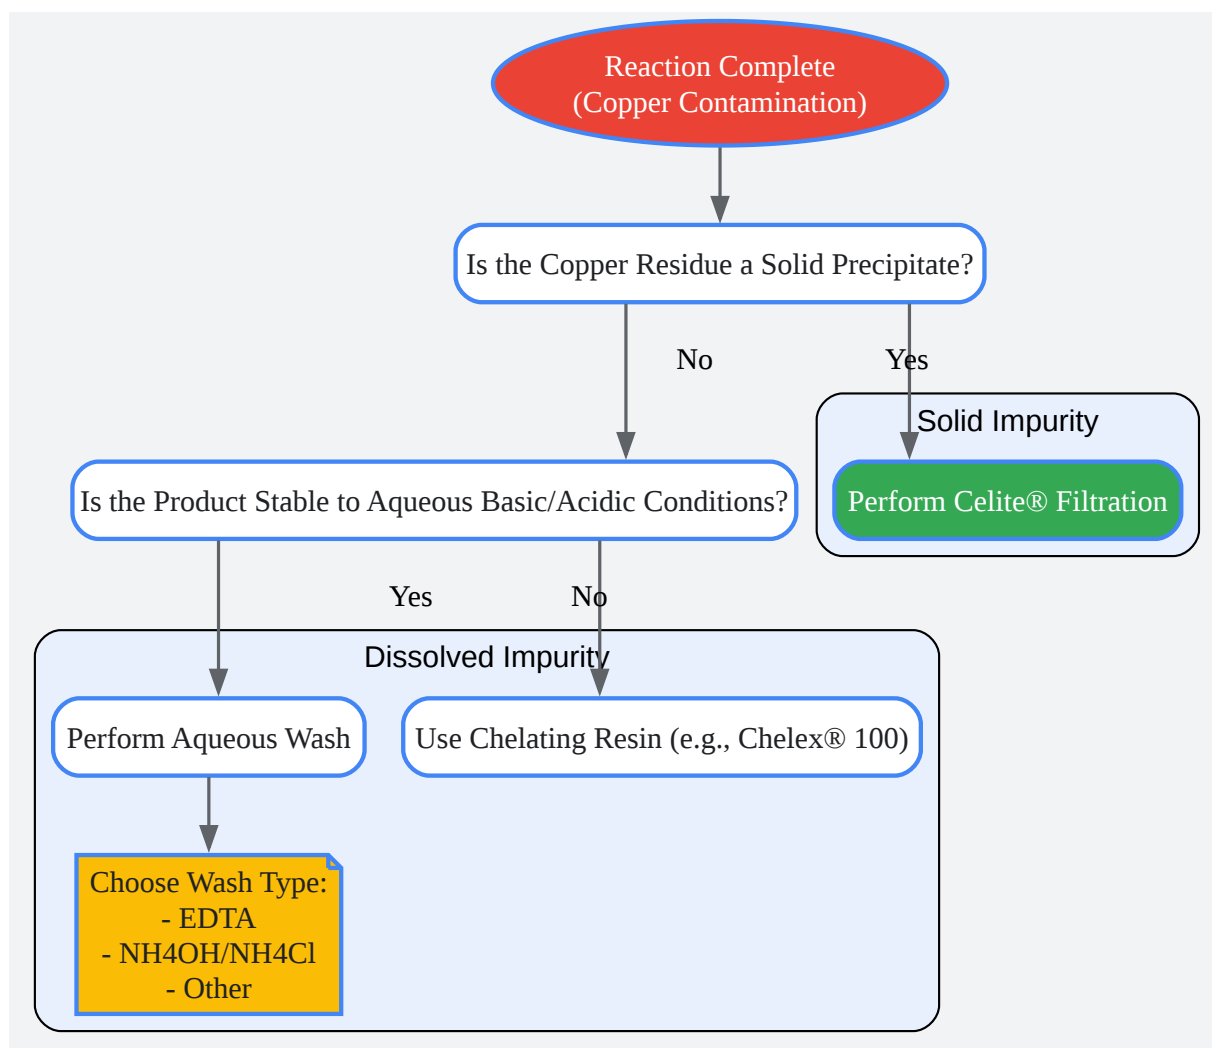 Reaction Complete
(Copper Contamination)
Is the Copper Residue a Solid Precipitate?
No
Yes
Solid Impurity
Is the Product Stable to Aqueous Basic/Acidic Conditions?
Perform Celite® Filtration
Yes
No
Dissolved Impurity
Perform Aqueous Wash
Use Chelating Resin (e.g., Chelex® 100)
Choose Wash Type:
- EDTA
- NH4OH/NH4Cl
- Other